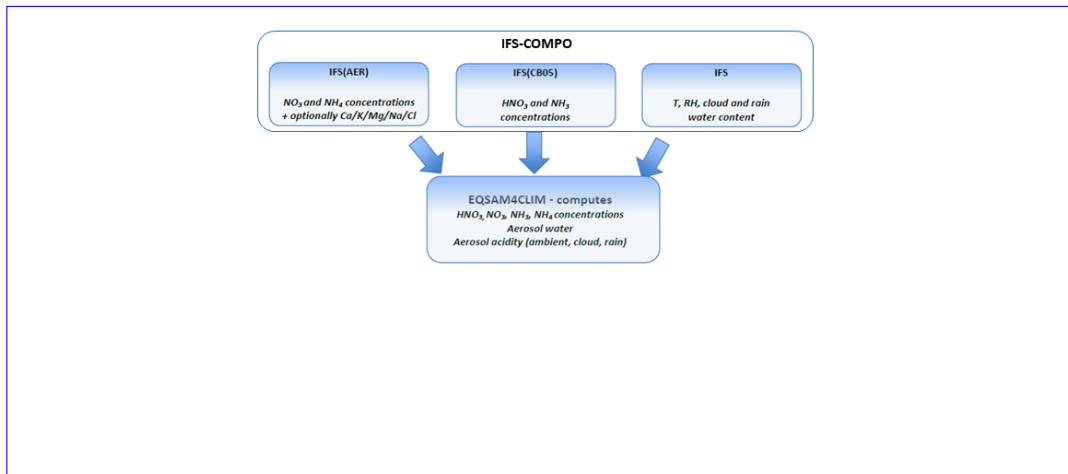 IFS-COMPO
IFS(AER)
NO₃ and NH₄ concentrations
+ optionally Ca/K/Mg/Na/Cl
IFS(CB05)
HNO₃ and NH₃
concentrations
IFS
T, RH, cloud and rain
water content
EQSAM4CLIM - computes
HNO₃, NO₃, NH₃, NH₄ concentrations
Aerosol water
Aerosol acidity (ambient, cloud, rain)